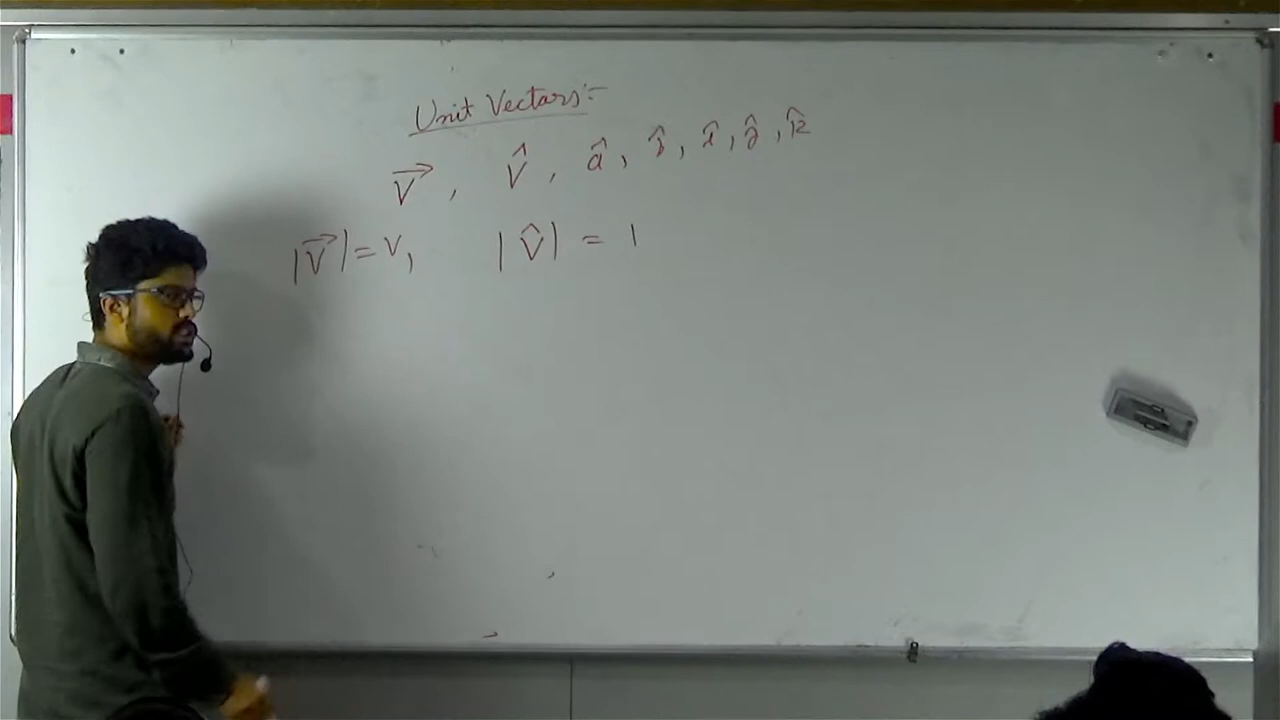 Unit Vectors:-
V⃗ , V̂ , â , b̂ , î , ĵ , k̂
|V⃗| = V, |V̂| = 1